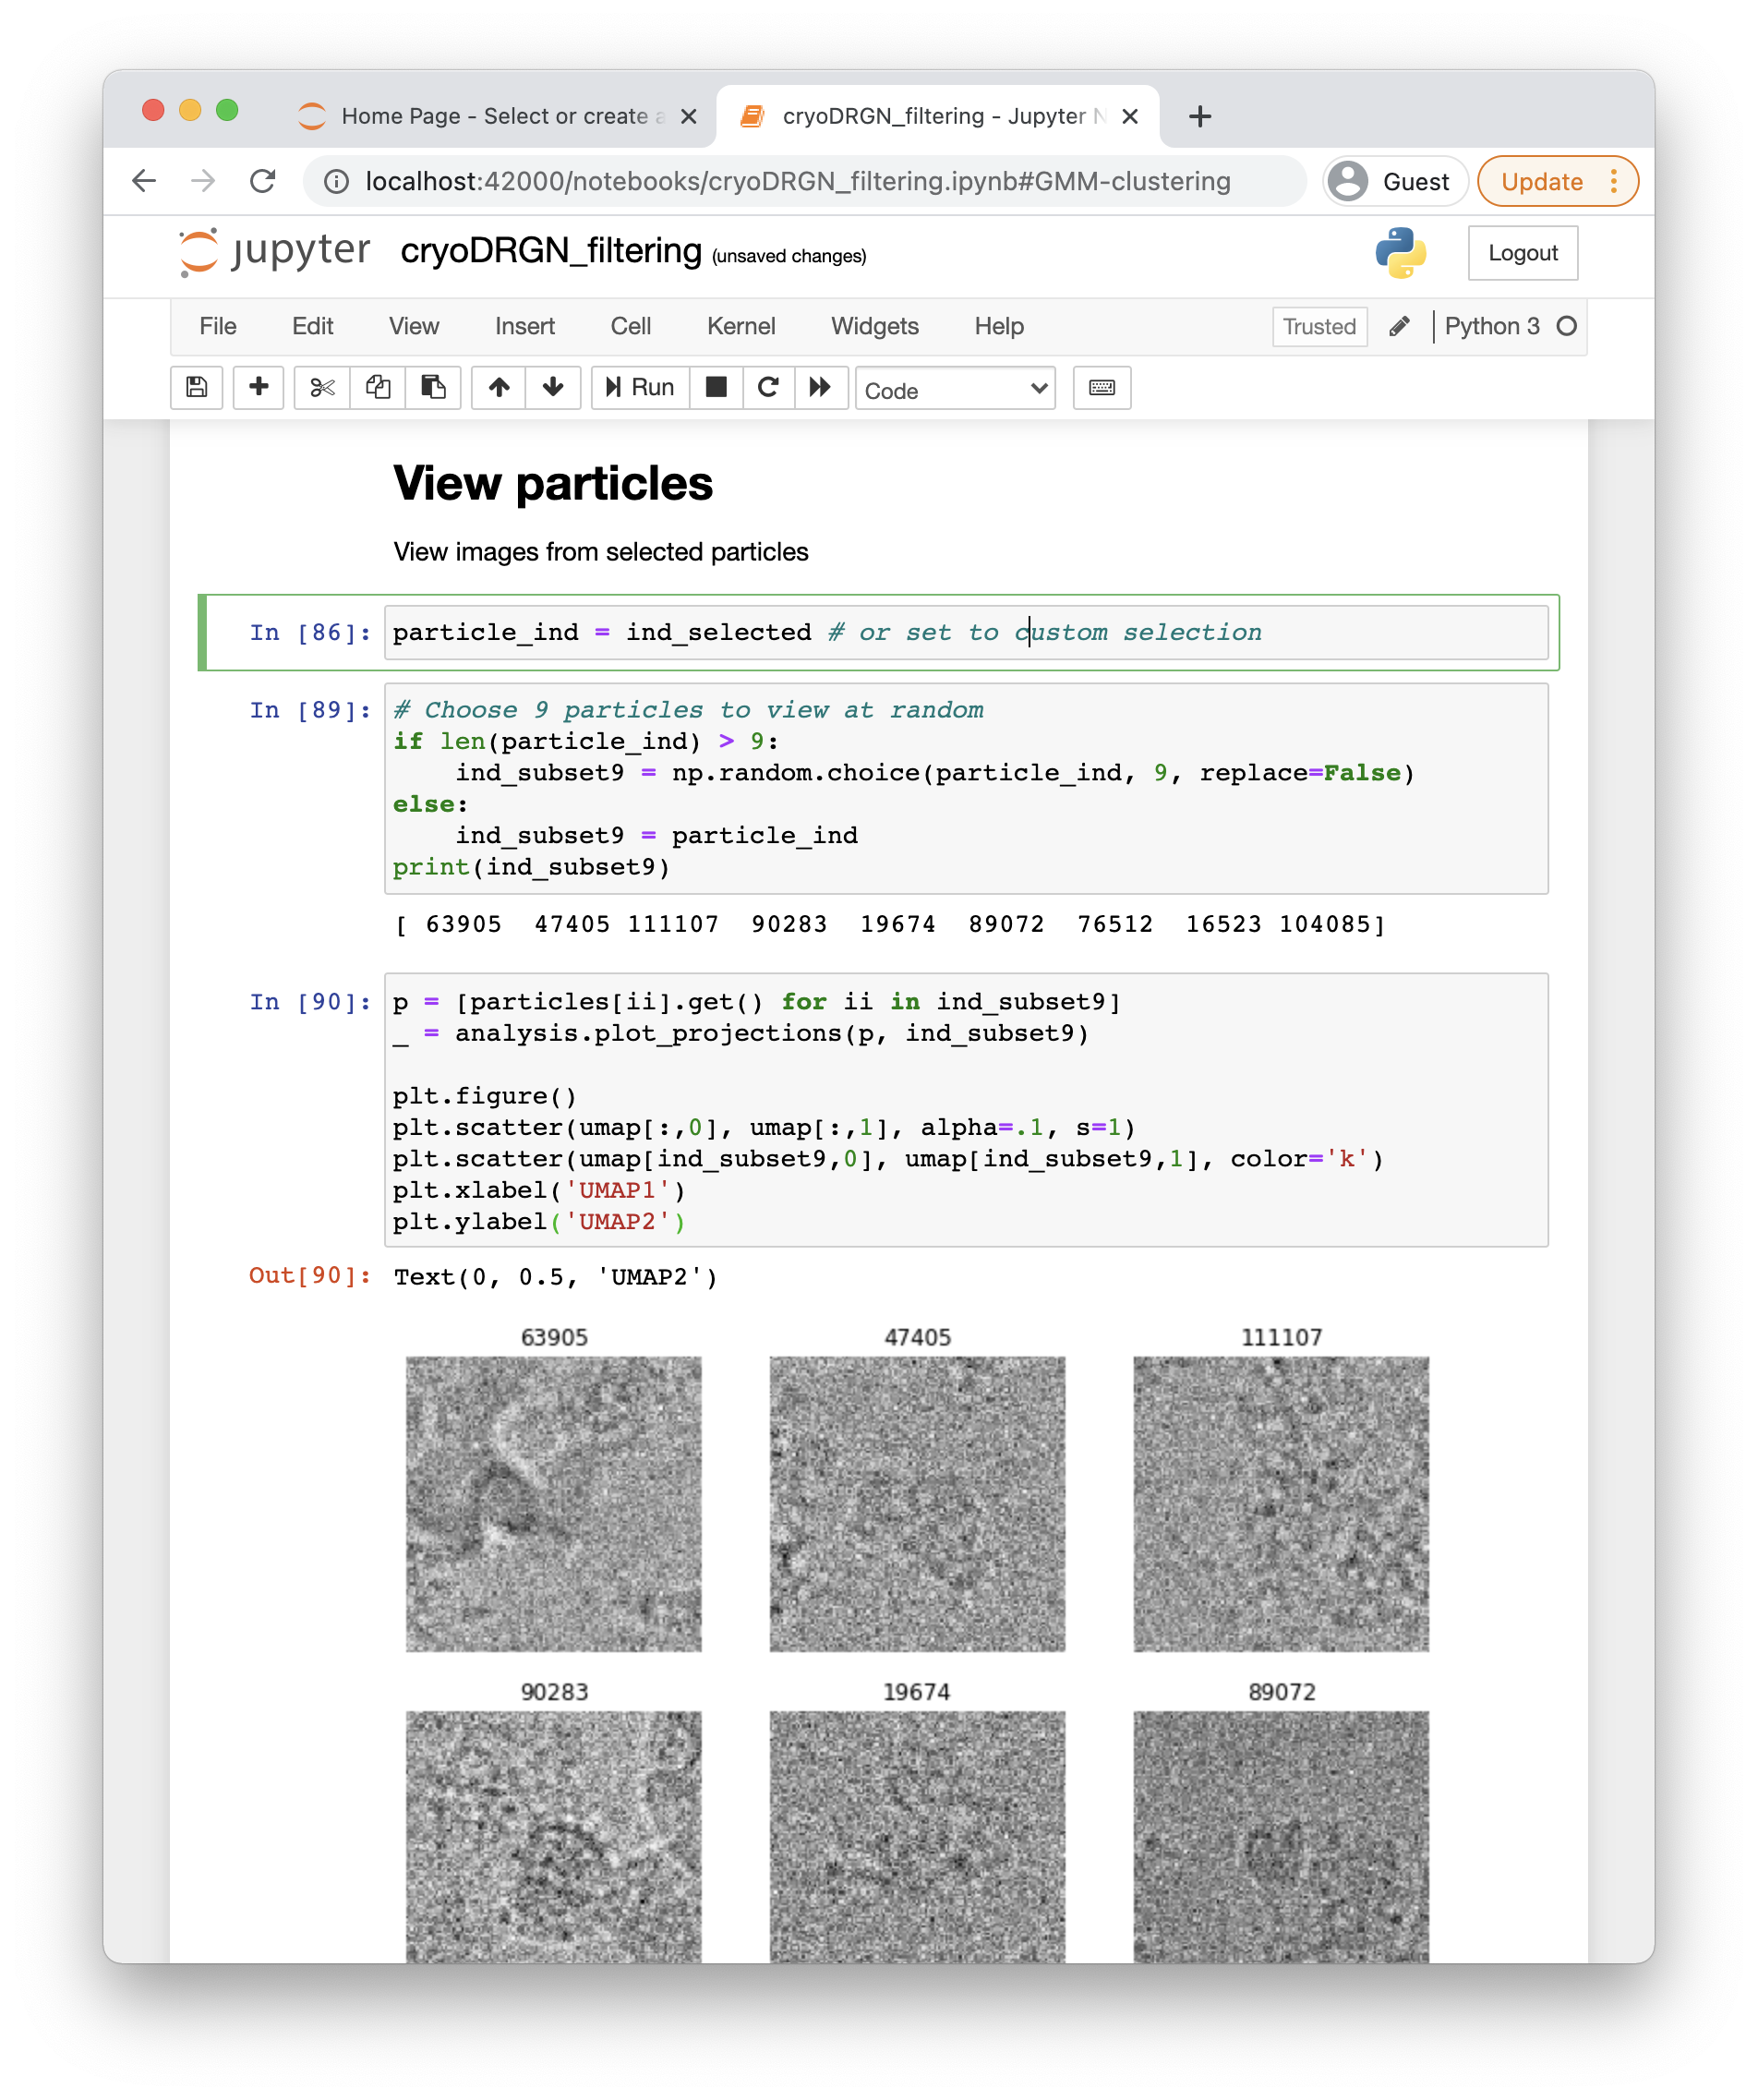 Home Page - Select or create a
cryoDRGN_filtering - Jupyter N
localhost:42000/notebooks/cryoDRGN_filtering.ipynb#GMM-clustering
Guest
Update
jupyter
cryoDRGN_filtering (unsaved changes)
Logout
File Edit View Insert Cell Kernel Widgets Help
Trusted
Python 3
Run
Code
View particles
View images from selected particles
In [86]: particle_ind = ind_selected # or set to custom selection
In [89]: # Choose 9 particles to view at random
if len(particle_ind) > 9:
    ind_subset9 = np.random.choice(particle_ind, 9, replace=False)
else:
    ind_subset9 = particle_ind
print(ind_subset9)
[ 63905  47405 111107  90283  19674  89072  76512  16523 104085]
In [90]: p = [particles[ii].get() for ii in ind_subset9]
_ = analysis.plot_projections(p, ind_subset9)
plt.figure()
plt.scatter(umap[:,0], umap[:,1], alpha=.1, s=1)
plt.scatter(umap[ind_subset9,0], umap[ind_subset9,1], color='k')
plt.xlabel('UMAP1')
plt.ylabel('UMAP2')
Out[90]: Text(0, 0.5, 'UMAP2')
63905 47405 111107
90283 19674 89072